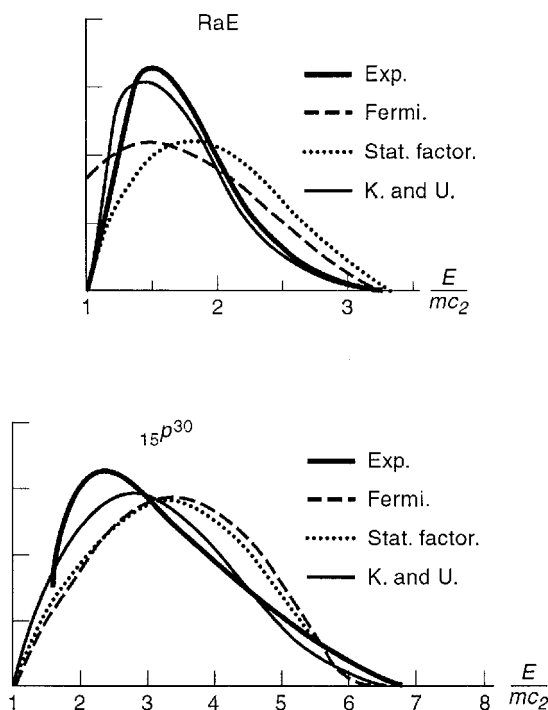 RaE
Exp.
Fermi.
Stat. factor.
K. and U.
1
2
3
E
mc2
15P30
Exp.
Fermi.
Stat. factor.
K. and U.
1
2
3
4
5
6
7
8
E
mc2